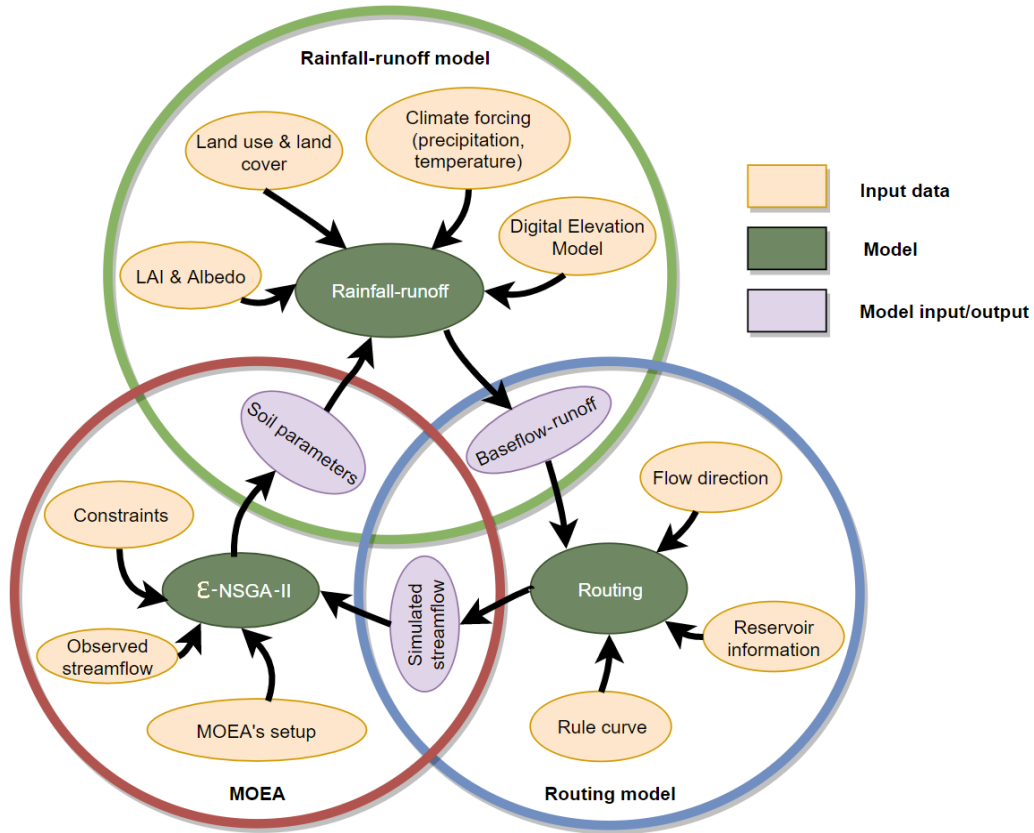 Rainfall-runoff model
Climate forcing
(precipitation,
temperature)
Land use & land
cover
Digital Elevation
Model
LAI & Albedo
Rainfall-runoff
Input data
Model
Model input/output
Soil parameters
Baseflow-runoff
Flow direction
Constraints
ε-NSGA-II
Simulated
streamflow
Routing
Observed
streamflow
Reservoir
information
MOEA's setup
Rule curve
MOEA
Routing model